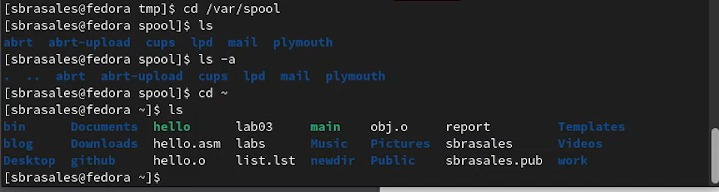 [sbrasales@fedora tmp]$ cd /var/spool
[sbrasales@fedora spool]$ ls
abrt  abrt-upload  cups  lpd  mail  plymouth
[sbrasales@fedora spool]$ ls -a
.  ..  abrt  abrt-upload  cups  lpd  mail  plymouth
[sbrasales@fedora spool]$ cd ~
[sbrasales@fedora ~]$ ls
bin      Documents  hello      lab03     main      obj.o     report         Templates
blog     Downloads  hello.asm  labs      Music     Pictures  sbrasales      Videos
Desktop  github     hello.o    list.lst  newdir    Public    sbrasales.pub  work
[sbrasales@fedora ~]$